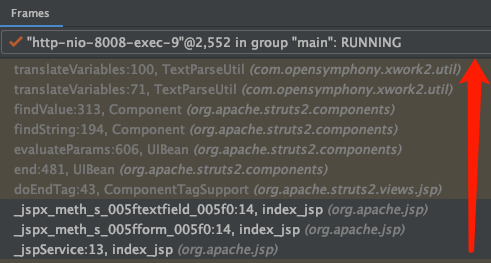 Frames
"http-nio-8008-exec-9"@2,552 in group "main": RUNNING
translateVariables:100, TextParseUtil (com.opensymphony.xwork2.util)
translateVariables:71, TextParseUtil (com.opensymphony.xwork2.util)
findValue:313, Component (org.apache.struts2.components)
findString:194, Component (org.apache.struts2.components)
evaluateParams:606, UIBean (org.apache.struts2.components)
end:481, UIBean (org.apache.struts2.components)
doEndTag:43, ComponentTagSupport (org.apache.struts2.views.jsp)
_jspx_meth_s_005ftextfield_005f0:14, index_jsp (org.apache.jsp)
_jspx_meth_s_005fform_005f0:14, index_jsp (org.apache.jsp)
_jspService:13, index_jsp (org.apache.jsp)